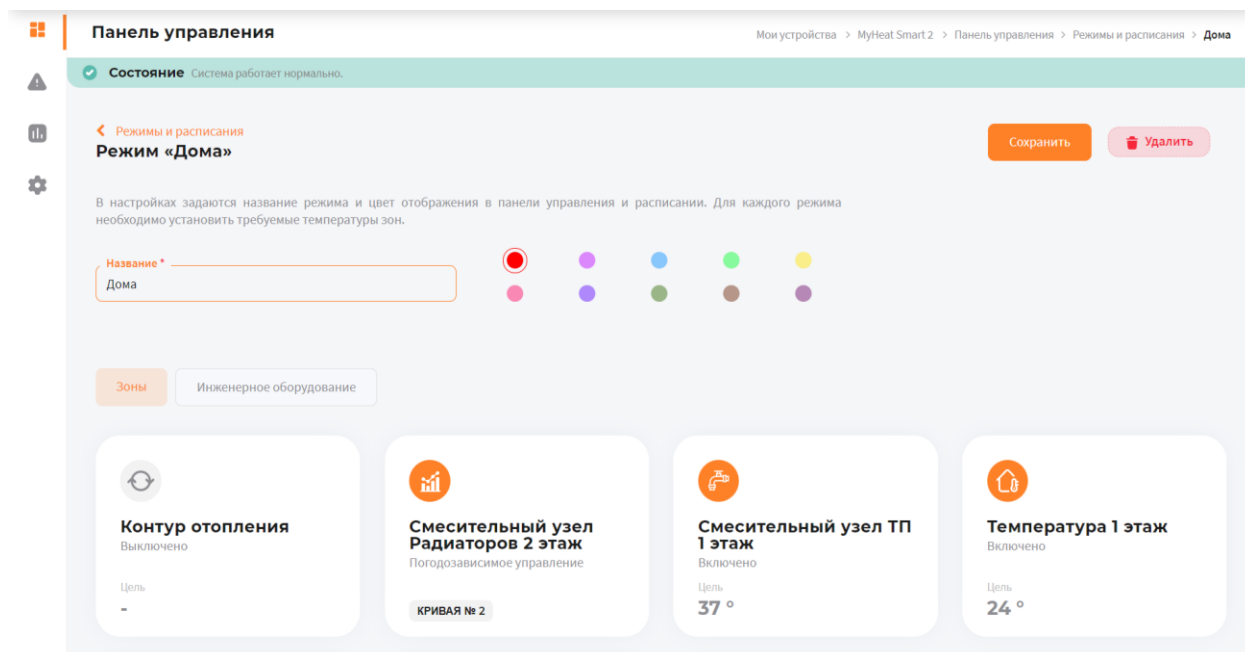 Панель управления
Мои устройства > MyHeat Smart 2 > Панель управления > Режимы и расписания > Дома
Состояние Система работает нормально.
Режимы и расписания
Режим «Дома»
Сохранить
Удалить
В настройках задаются название режима и цвет отображения в панели управления и расписании. Для каждого режима
необходимо установить требуемые температуры зон.
Название *
Дома
Зоны
Инженерное оборудование
Контур отопления
Выключено
Цель
-
Смесительный узел
Радиаторов 2 этаж
Погодозависимое управление
КРИВАЯ № 2
Смесительный узел ТП
1 этаж
Включено
Цель
37 °
Температура 1 этаж
Включено
Цель
24 °